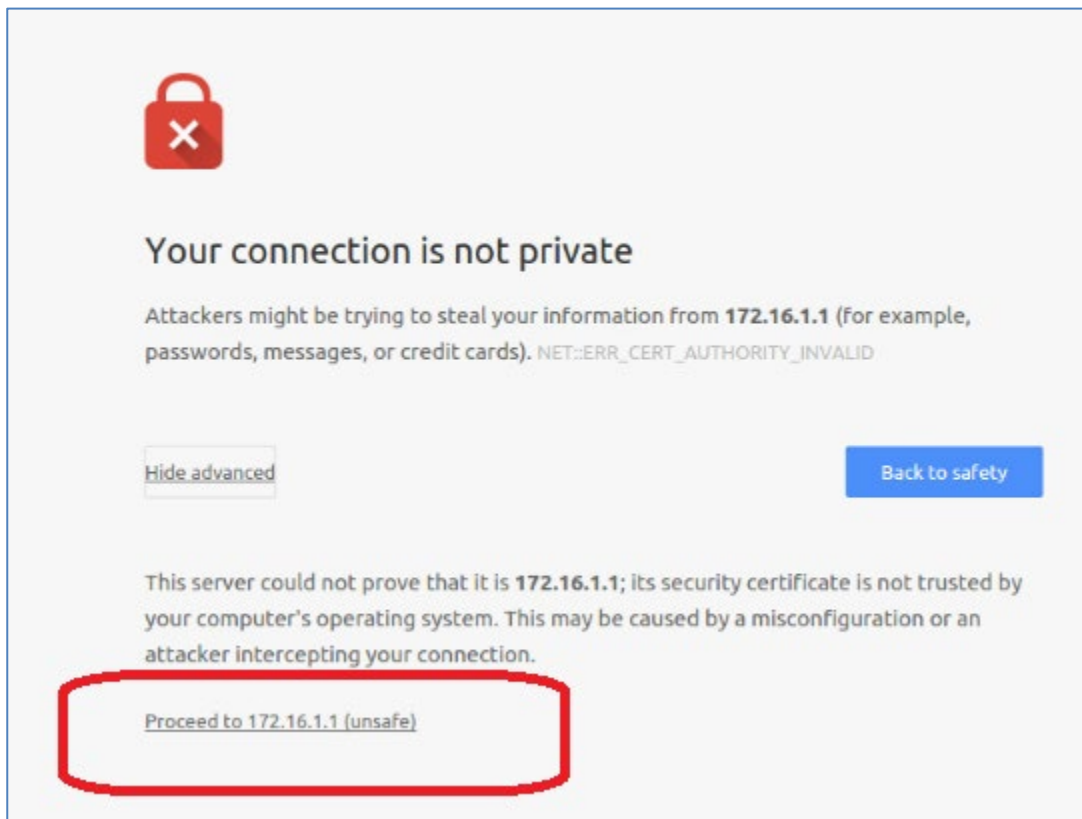 Your connection is not private
Attackers might be trying to steal your information from 172.16.1.1 (for example,
passwords, messages, or credit cards). NET::ERR_CERT_AUTHORITY_INVALID
Hide advanced
Back to safety
This server could not prove that it is 172.16.1.1; its security certificate is not trusted by
your computer's operating system. This may be caused by a misconfiguration or an
attacker intercepting your connection.
Proceed to 172.16.1.1 (unsafe)